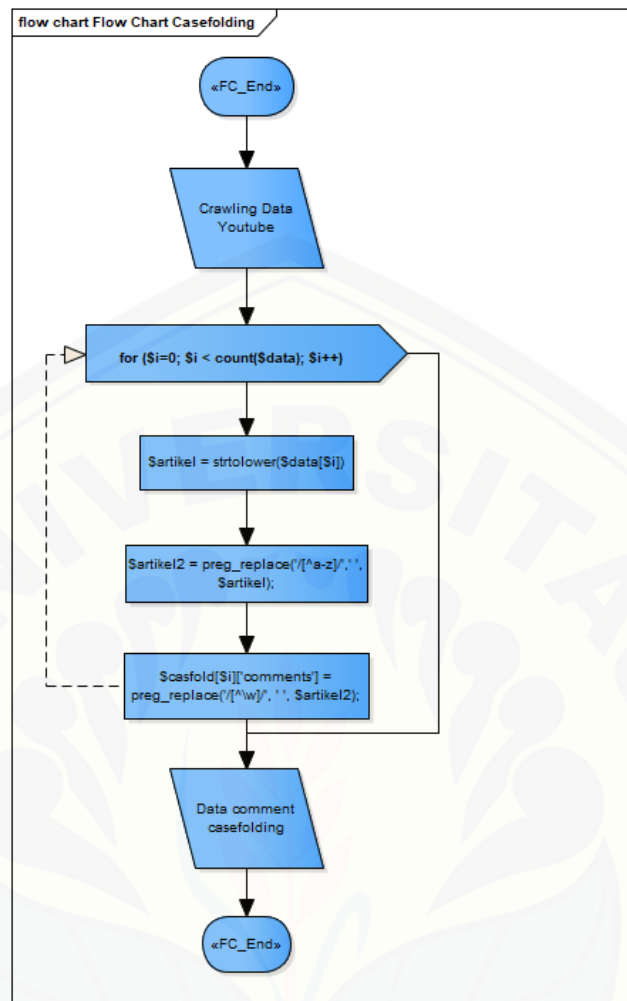 flow chart Flow Chart Casefolding
«FC_End»
Crawling Data
Youtube
for ($i=0; $i < count($data); $i++)
$artikel = strtolower($data[$i])
$artikel2 = preg_replace('/[^a-z]/',' ',
$artikel);
$casfold[$i]['comments'] =
preg_replace('/[^\w]/', ' ', $artikel2);
Data comment
casefolding
«FC_End»